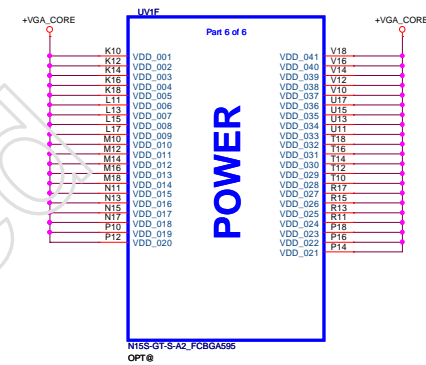 +VGA_CORE
UV1F
+VGA_CORE
Part 6 of 6
K10 VDD_001
K12 VDD_002
K14 VDD_003
K16 VDD_004
K18 VDD_005
L11 VDD_006
L13 VDD_007
L15 VDD_008
L17 VDD_009
M10 VDD_010
M12 VDD_011
M14 VDD_012
M16 VDD_013
M18 VDD_014
N11 VDD_015
N13 VDD_016
N15 VDD_017
N17 VDD_018
P10 VDD_019
P12 VDD_020
POWER
VDD_041 V18
VDD_040 V16
VDD_039 V14
VDD_038 V12
VDD_037 V10
VDD_036 U17
VDD_035 U15
VDD_034 U13
VDD_033 U11
VDD_032 T18
VDD_031 T16
VDD_030 T14
VDD_029 T12
VDD_028 T10
VDD_027 R17
VDD_026 R15
VDD_025 R13
VDD_024 R11
VDD_023 P18
VDD_022 P16
VDD_021 P14
N15S-GT-S-A2_FCBGA595
OPT@